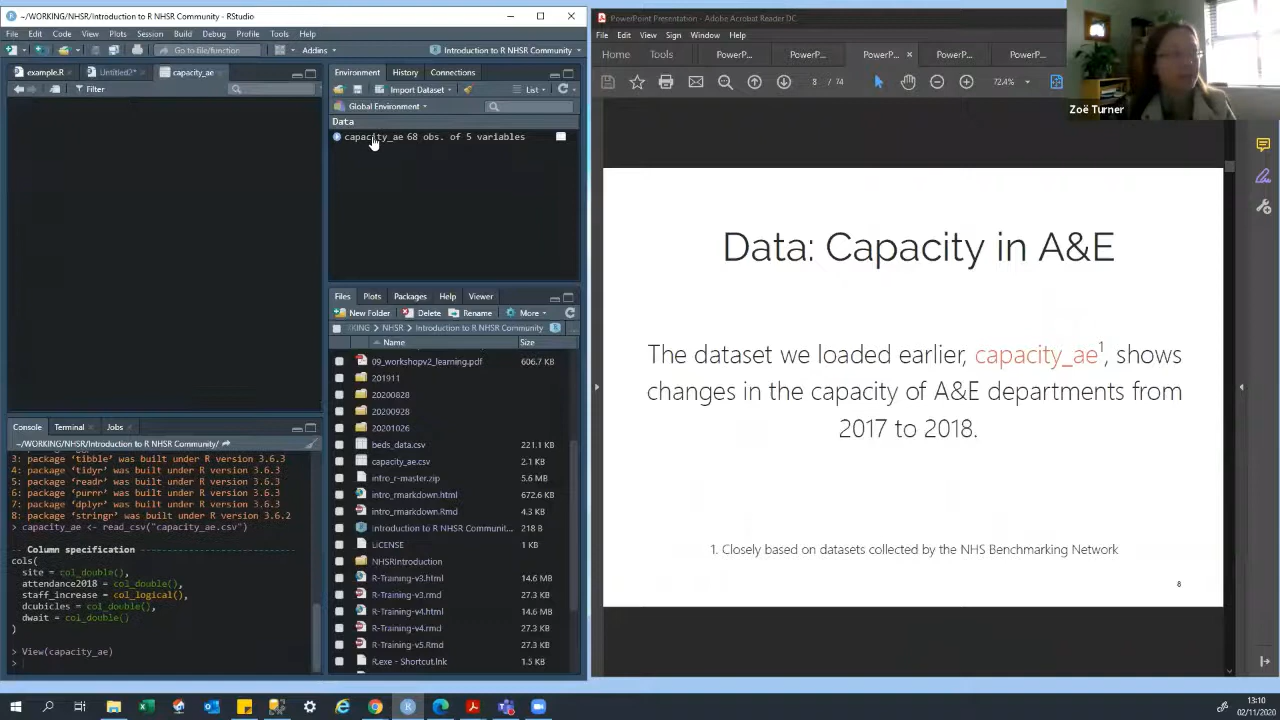 ~/WORKING/NHSR/Introduction to R NHSR Community - RStudio
File Edit Code View Plots Session Build Debug Profile Tools Help
Go to file/function Addins Introduction to R NHSR Community
example.R Untitled2* capacity_ae
Filter
Environment History Connections
Import Dataset List
Global Environment
Data
capacity_ae 68 obs. of 5 variables
Files Plots Packages Help Viewer
New Folder Delete Rename More
KING NHSR Introduction to R NHSR Community
Name Size
09_workshopv2_learning.pdf 606.7 KB
201911
20200828
20200928
20201026
beds_data.csv 221.1 KB
capacity_ae.csv 2.1 KB
intro_r-master.zip 5.6 MB
intro_rmarkdown.html 672.6 KB
intro_rmarkdown.Rmd 4.3 KB
Introduction to R NHSR Communit... 218 B
LICENSE 1 KB
NHSRIntroduction
R-Training-v3.html 14.6 MB
R-Training-v3.rmd 27.3 KB
R-Training-v4.html 14.6 MB
R-Training-v4.rmd 27.3 KB
R-Training-v5.Rmd 27.3 KB
R.exe - Shortcut.lnk 1.5 KB
Console Terminal Jobs
~/WORKING/NHSR/Introduction to R NHSR Community/
3: package ‘tibble’ was built under R version 3.6.3
4: package ‘tidyr’ was built under R version 3.6.3
5: package ‘readr’ was built under R version 3.6.3
6: package ‘purrr’ was built under R version 3.6.3
7: package ‘dplyr’ was built under R version 3.6.3
8: package ‘stringr’ was built under R version 3.6.2
> capacity_ae <- read_csv("capacity_ae.csv")
-- Column specification --------------------
cols(
site = col_double(),
attendance2018 = col_double(),
staff_increase = col_logical(),
dcubicles = col_double(),
dwait = col_double()
)
> View(capacity_ae)
>
PowerPoint Presentation - Adobe Acrobat Reader DC
File Edit View Sign Window Help
Home Tools PowerP... PowerP... PowerP... PowerP... PowerP...
8 / 74 72.4%
Zoë Turner
Data: Capacity in A&E
The dataset we loaded earlier, capacity_ae1, shows
changes in the capacity of A&E departments from
2017 to 2018.
1. Closely based on datasets collected by the NHS Benchmarking Network
8
13:10
02/11/2020